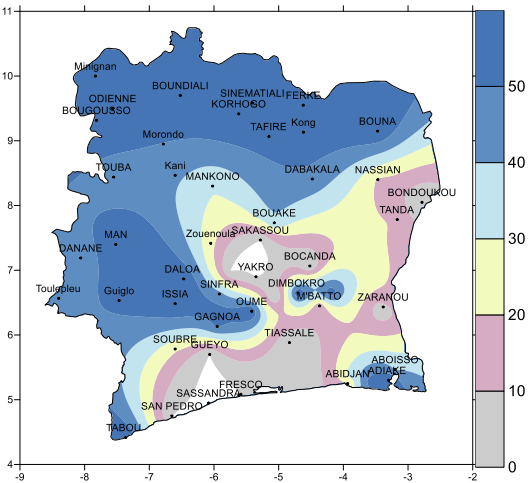 11
Minignan
10
BOUNDIALI
SINEMATIALI FERKE
50
ODIENNE
KORHOGO
BOUGOUSSO
TAFIRE
Kong
BOUNA
9
Morondo
40
TOUBA
Kani
MANKONO
DABAKALA
NASSIAN
BONDOUKOU
8
BOUAKE
TANDA
MAN
Zouenoula
SAKASSOU
30
DANANE
BOCANDA
7
YAKRO
DALOA
Toulepleu
Guiglo
SINFRA
DIMBOKRO
ISSIA
OUME
M'BATTO
ZARANOU
20
GAGNOA
6
TIASSALE
SOUBRE
GUEYO
ABOISSO
ABIDJAN
ADIAKE
10
FRESCO
5
SASSANDRA
SAN PEDRO
TABOU
4
0
-9
-8
-7
-6
-5
-4
-3
-2